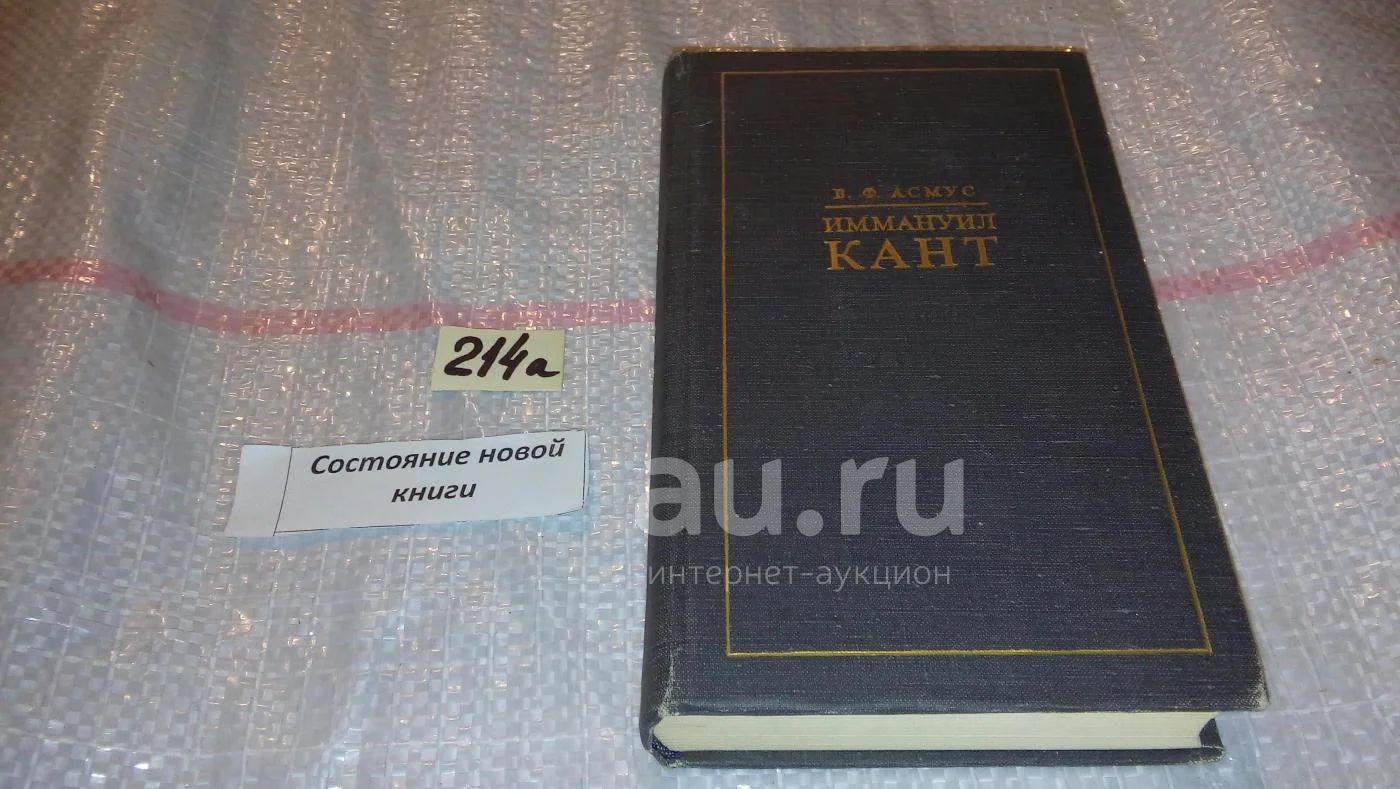 В. Ф. АСМУС
ИММАНУИЛ
КАНТ
214а
Состояние новой
книги
au.ru
интернет-аукцион